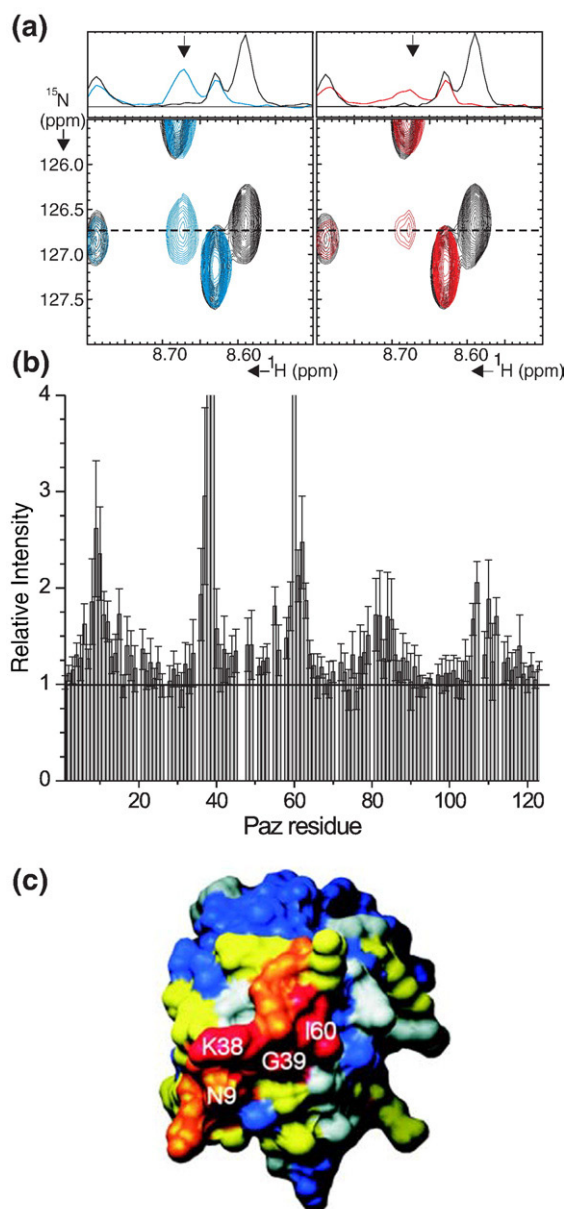 (a)
15N
(ppm)
126.0
126.5
127.0
127.5
8.70 8.60 8.70 8.60
1H (ppm) 1H (ppm)
(b)
4
3
2
1
0
Relative Intensity
20 40 60 80 100 120
Paz residue
(c)
K38
I60
G39
N9